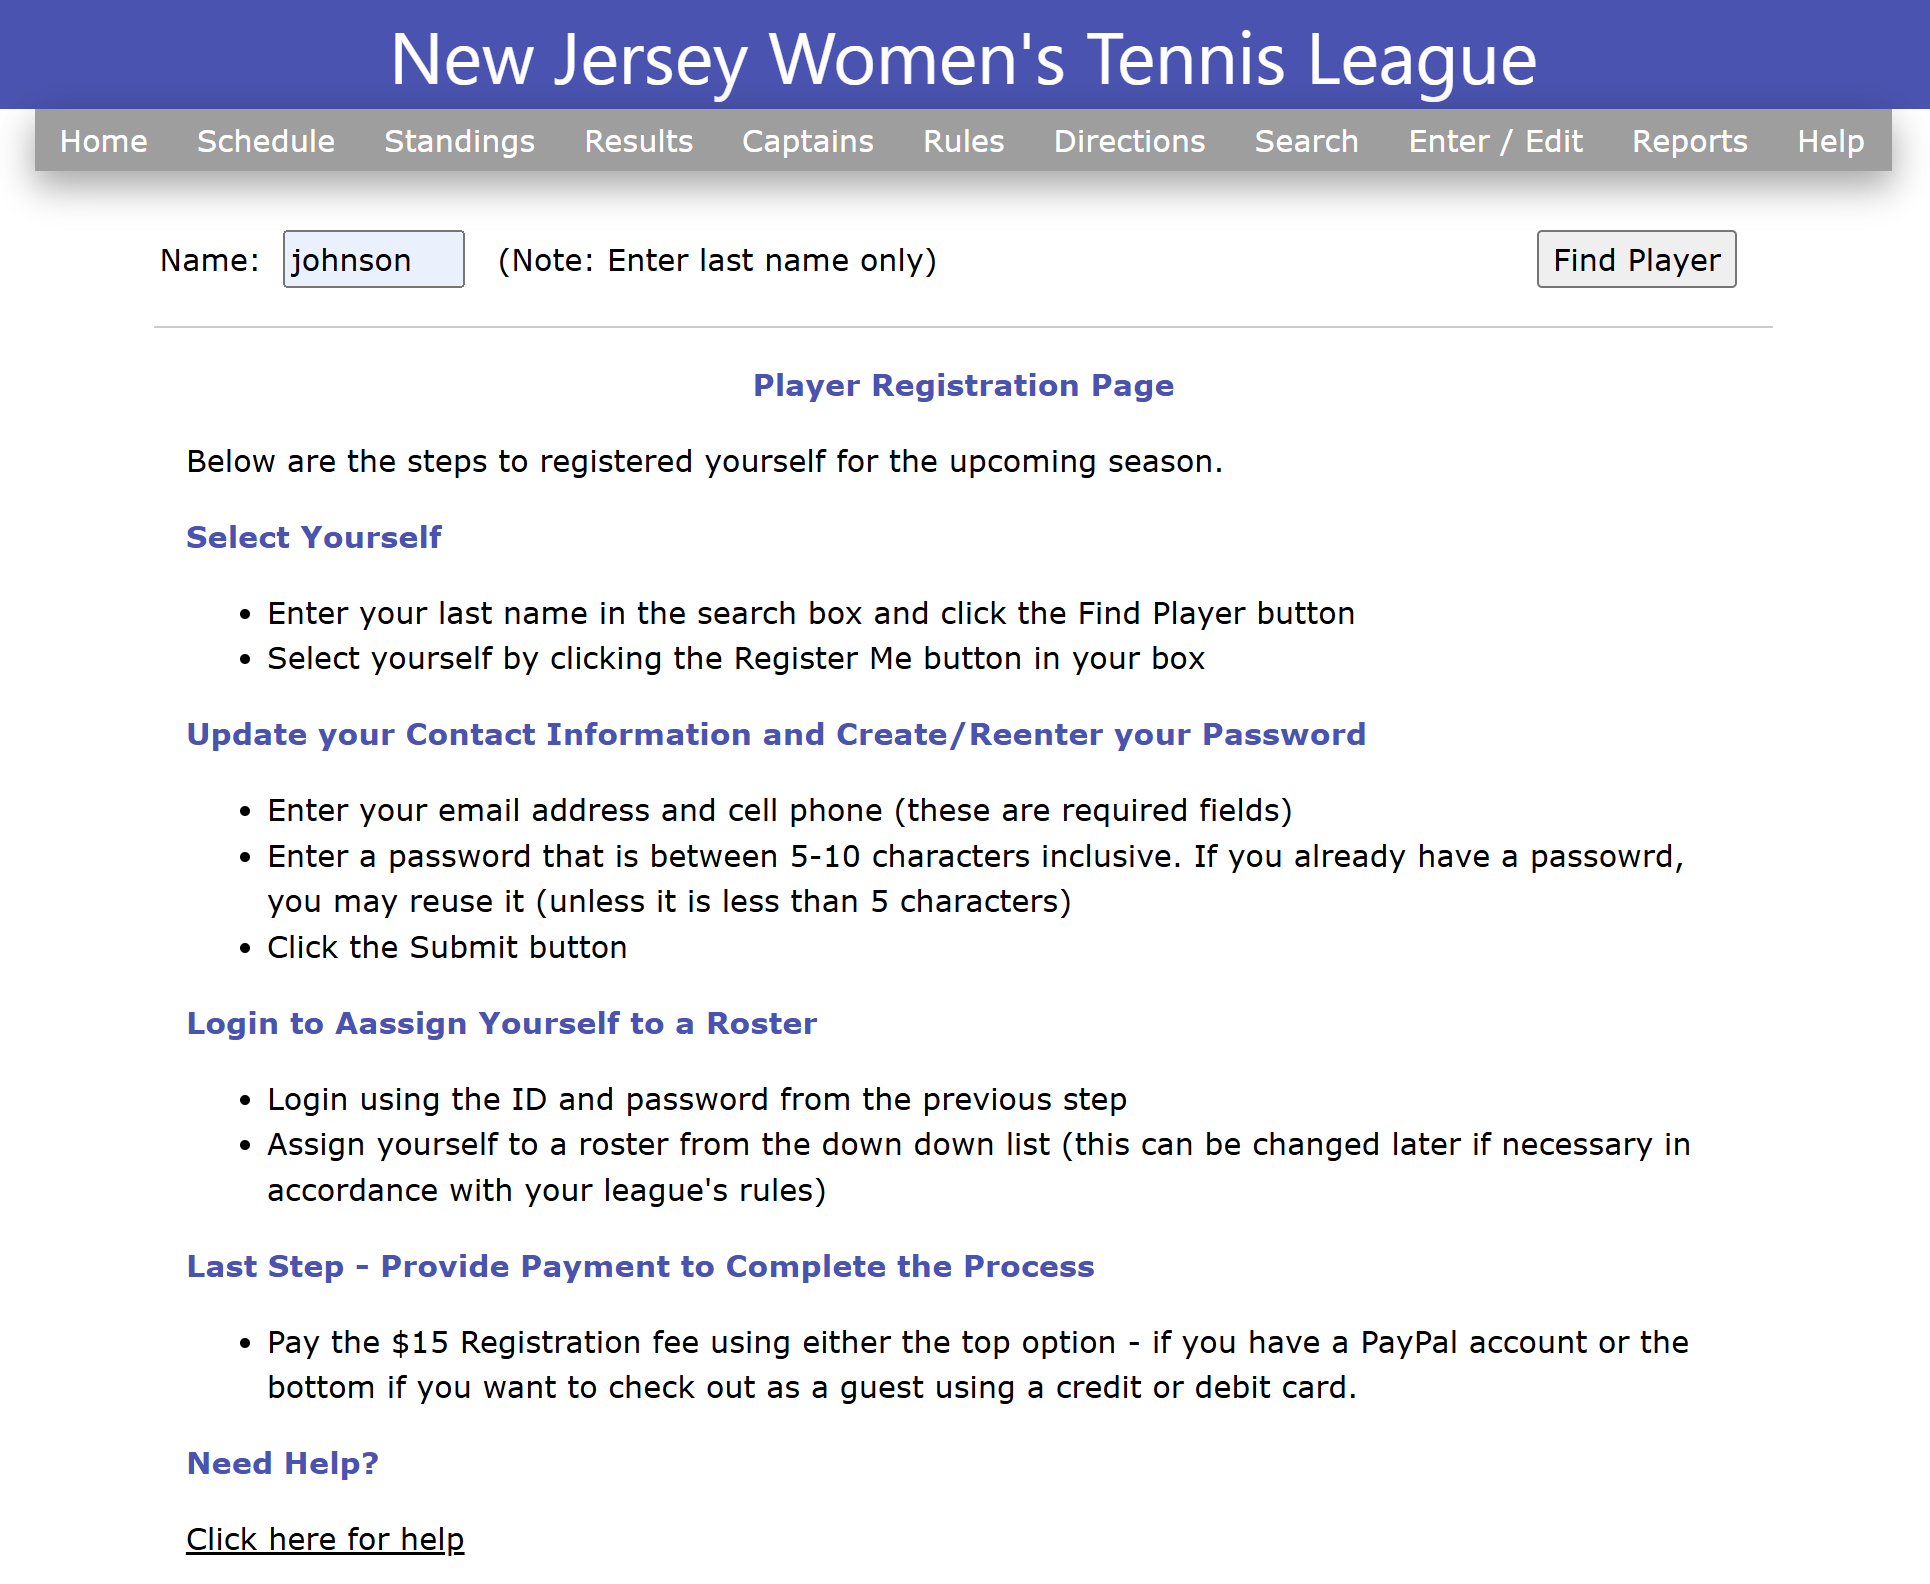 New Jersey Women's Tennis League
Home Schedule Standings Results Captains Rules Directions Search Enter / Edit Reports Help
Name: johnson (Note: Enter last name only) Find Player
Player Registration Page
Below are the steps to registered yourself for the upcoming season.
Select Yourself
• Enter your last name in the search box and click the Find Player button
• Select yourself by clicking the Register Me button in your box
Update your Contact Information and Create/Reenter your Password
• Enter your email address and cell phone (these are required fields)
• Enter a password that is between 5-10 characters inclusive. If you already have a passowrd,
you may reuse it (unless it is less than 5 characters)
• Click the Submit button
Login to Aassign Yourself to a Roster
• Login using the ID and password from the previous step
• Assign yourself to a roster from the down down list (this can be changed later if necessary in
accordance with your league's rules)
Last Step - Provide Payment to Complete the Process
• Pay the $15 Registration fee using either the top option - if you have a PayPal account or the
bottom if you want to check out as a guest using a credit or debit card.
Need Help?
Click here for help